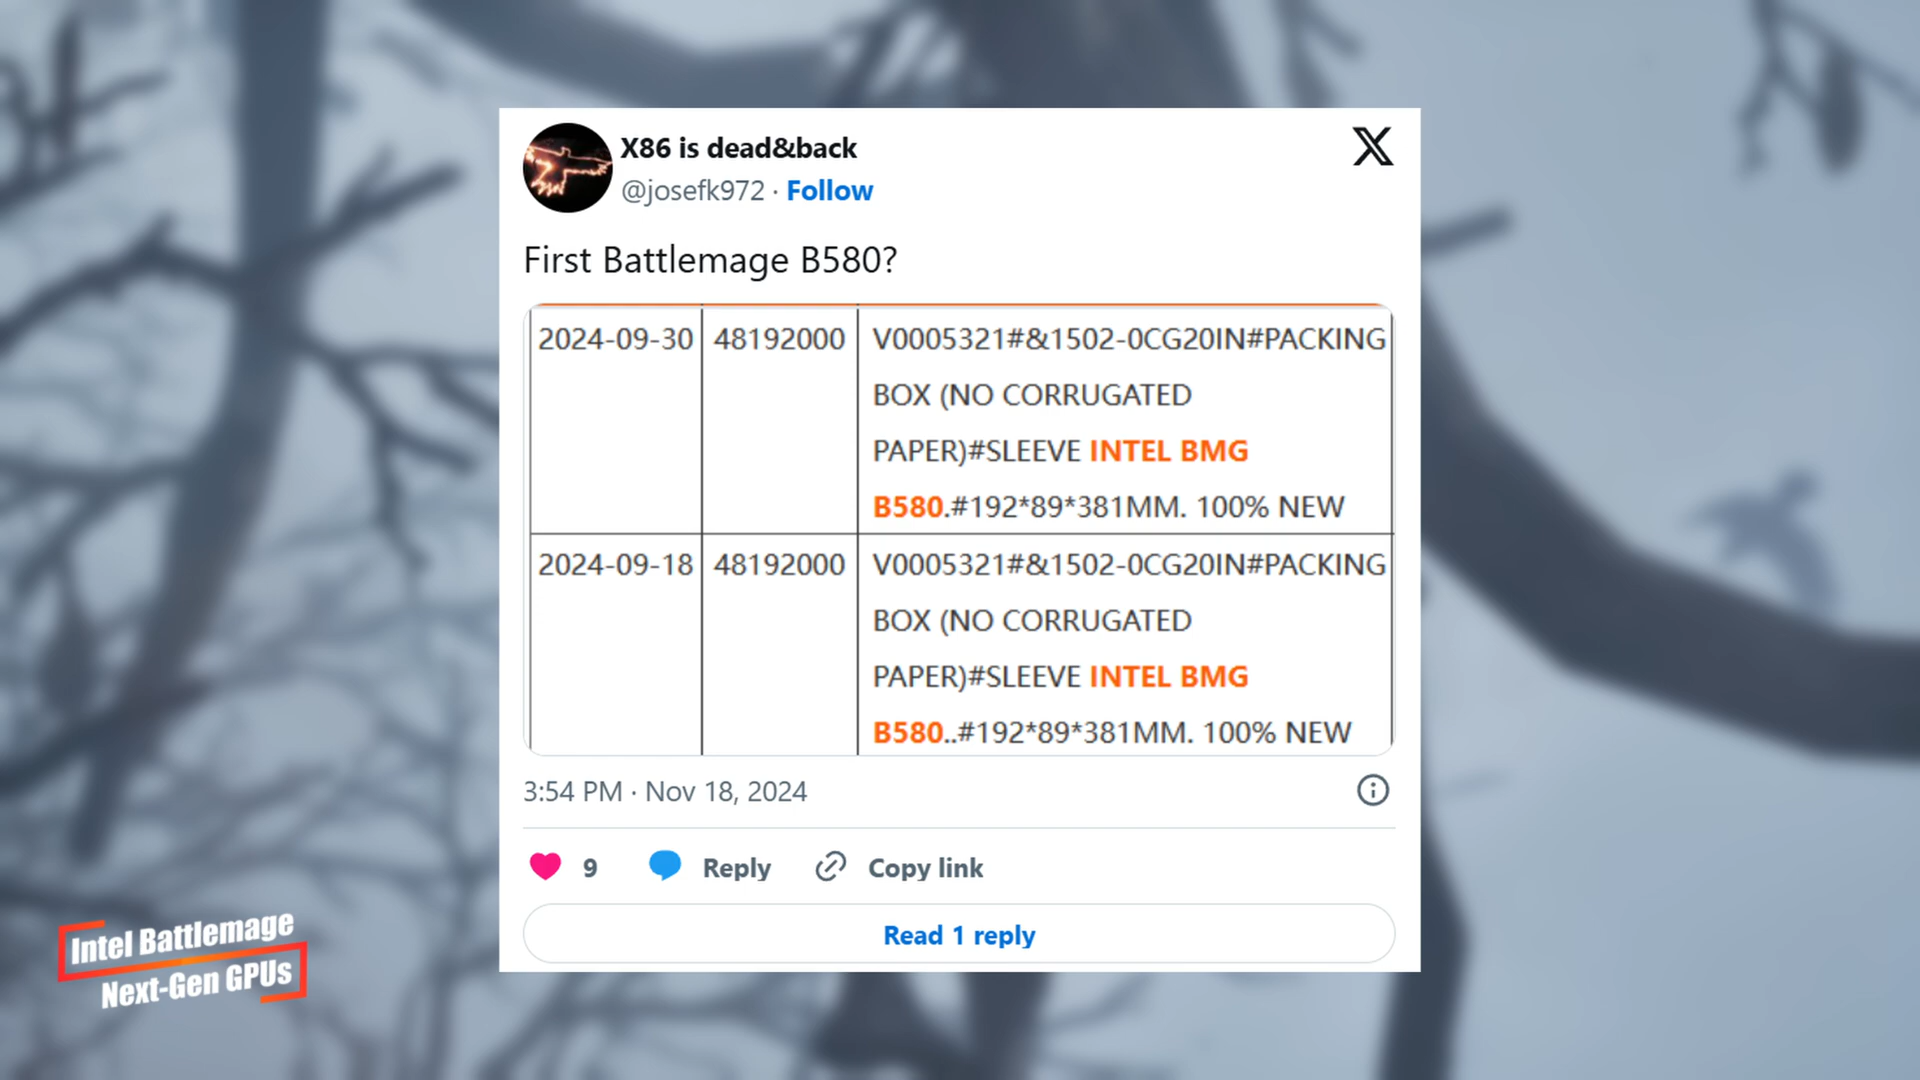 X86 is dead&back
@josefk972 · Follow
First Battlemage B580?
2024-09-30 48192000 V0005321#&1502-0CG20IN#PACKING
BOX (NO CORRUGATED
PAPER)#SLEEVE INTEL BMG
B580.#192*89*381MM. 100% NEW
2024-09-18 48192000 V0005321#&1502-0CG20IN#PACKING
BOX (NO CORRUGATED
PAPER)#SLEEVE INTEL BMG
B580..#192*89*381MM. 100% NEW
3:54 PM · Nov 18, 2024
9 Reply Copy link
Read 1 reply
Intel Battlemage
Next-Gen GPUs